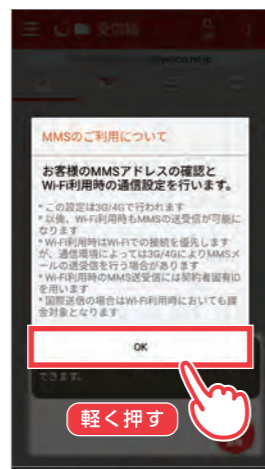 受信箱
MMSのご利用について
お客様のMMSアドレスの確認と
Wi-Fi利用時の通信設定を行います。
* この設定は3G/4Gで行われます
* 以後、Wi-Fi利用時もMMSの送受信が可能に
なります
* Wi-Fi利用時はWi-Fiでの接続を優先します
が、通信環境によっては3G/4GによりMMSメ
ールの送受信を行う場合があります
* Wi-Fi利用時のMMS送受信には契約者固有ID
を用います
* 国際送信の場合はWi-Fi利用時においても課
金対象となります
OK
できます。
軽く押す